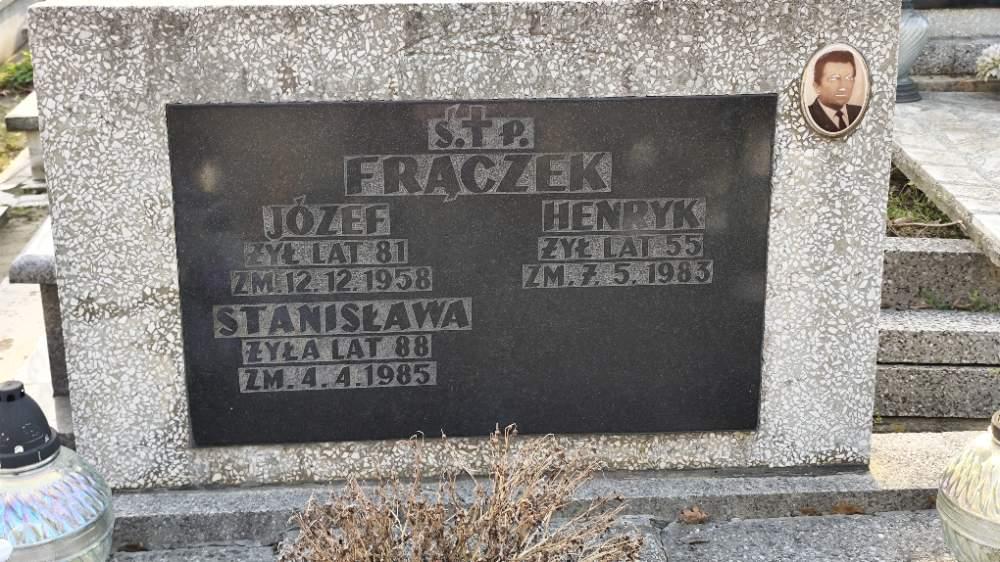 Ś.†P.
FRĄCZEK
JÓZEF
ŻYŁ LAT 81
ZM. 12. 12. 1958
STANISŁAWA
ŻYŁA LAT 88
ZM. 4. 4. 1985
HENRYK
ŻYŁ LAT 55
ZM. 7. 5. 1983